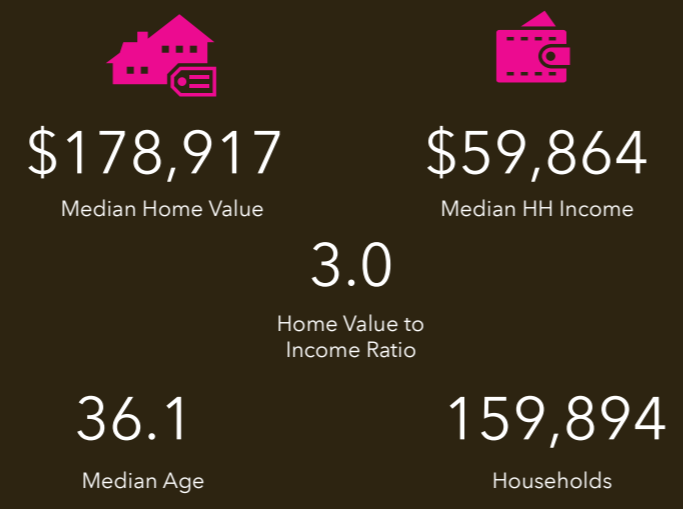 $178,917
Median Home Value
$59,864
Median HH Income
3.0
Home Value to
Income Ratio
36.1
Median Age
159,894
Households